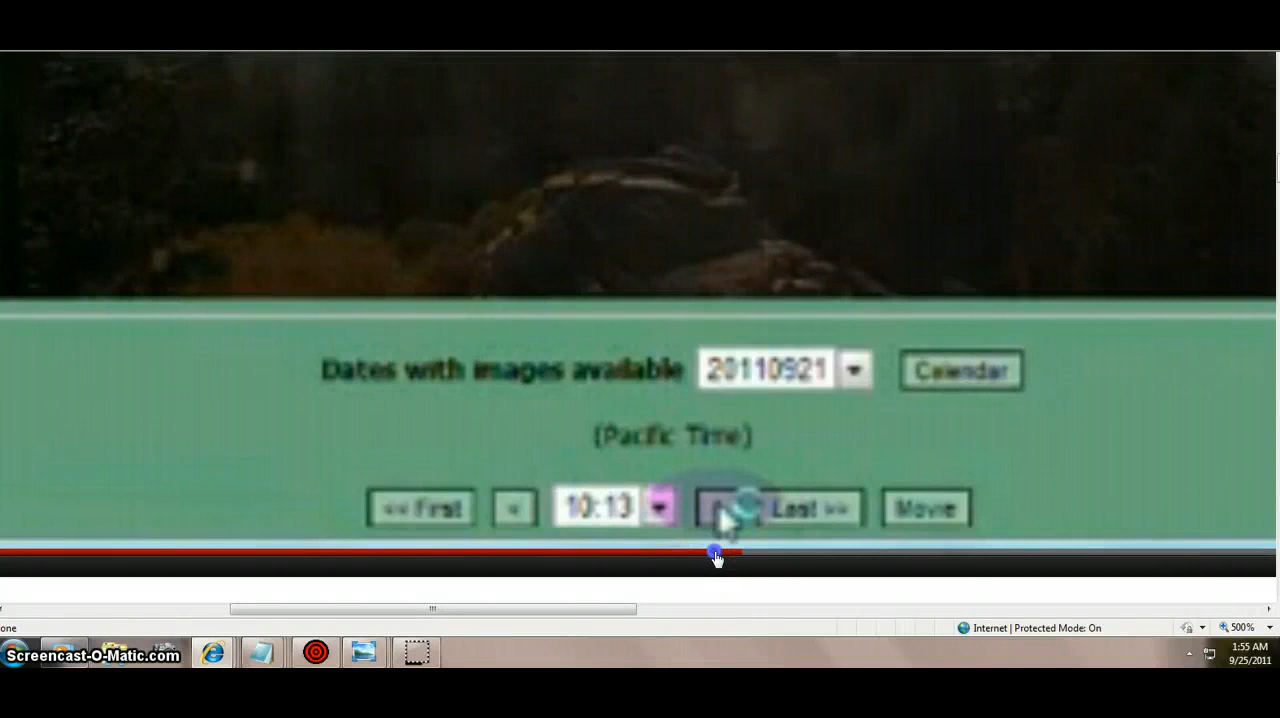 Dates with images available 20110921 Calendar
(Pacific Time)
<< First < 10:13 Last >> Movie
one Internet | Protected Mode: On 500%
Screencast-O-Matic.com 1:55 AM
9/25/2011